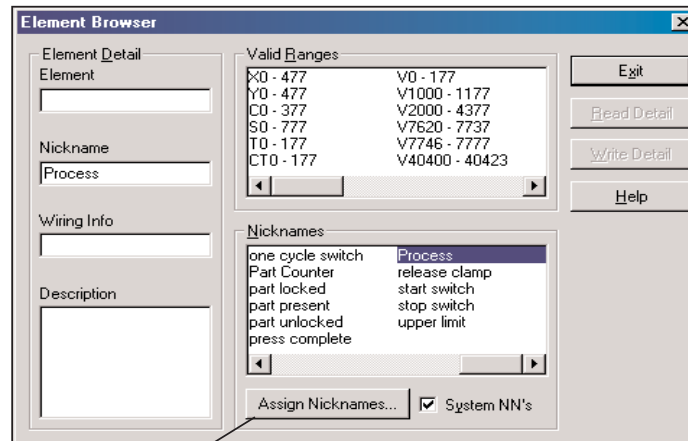 Element Browser
Element Detail
Element
Nickname
Process
Wiring Info
Description
Valid Ranges
X0 - 477
Y0 - 477
C0 - 377
S0 - 777
T0 - 177
CT0 - 177
V0 - 177
V1000 - 1177
V2000 - 4377
V7620 - 7737
V7746 - 7777
V40400 - 40423
Nicknames
one cycle switch
Part Counter
part locked
part present
part unlocked
press complete
Process
release clamp
start switch
stop switch
upper limit
Assign Nicknames...
System NN's
Exit
Read Detail
Write Detail
Help